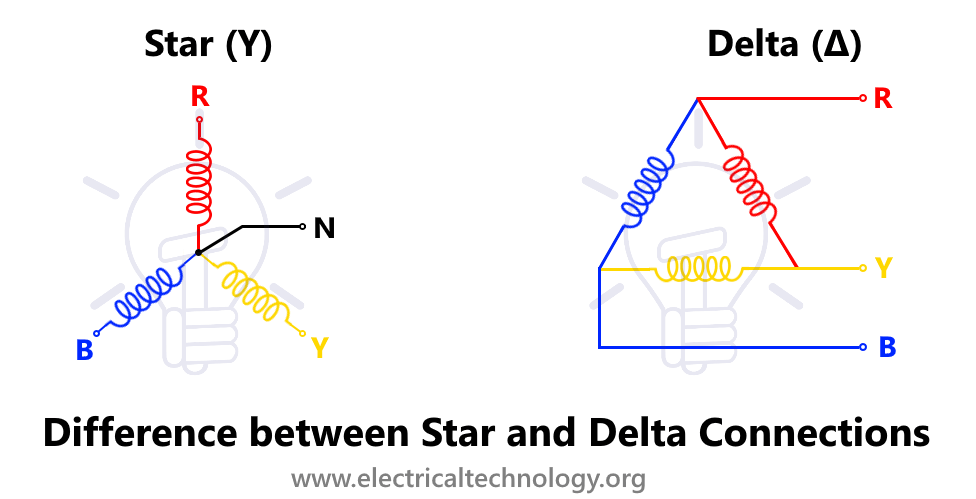 Star (Y)
Delta (Δ)
R
N
B
Y
R
Y
B
Difference between Star and Delta Connections
www.electricaltechnology.org